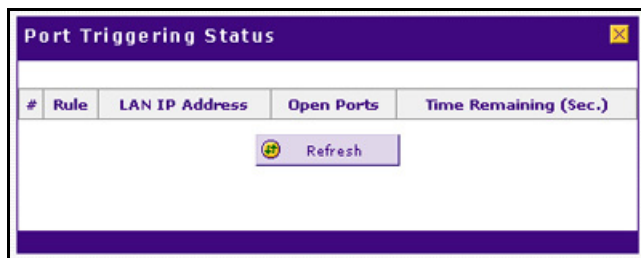 Port Triggering Status
# Rule LAN IP Address Open Ports Time Remaining (Sec.)
Refresh